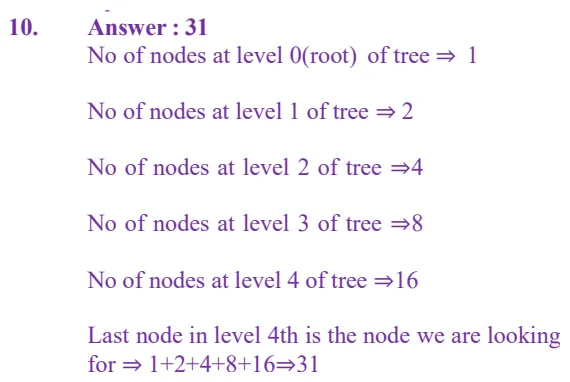 10. Answer : 31
No of nodes at level 0(root) of tree ⇒ 1
No of nodes at level 1 of tree ⇒ 2
No of nodes at level 2 of tree ⇒4
No of nodes at level 3 of tree ⇒8
No of nodes at level 4 of tree ⇒16
Last node in level 4th is the node we are looking
for ⇒ 1+2+4+8+16⇒31